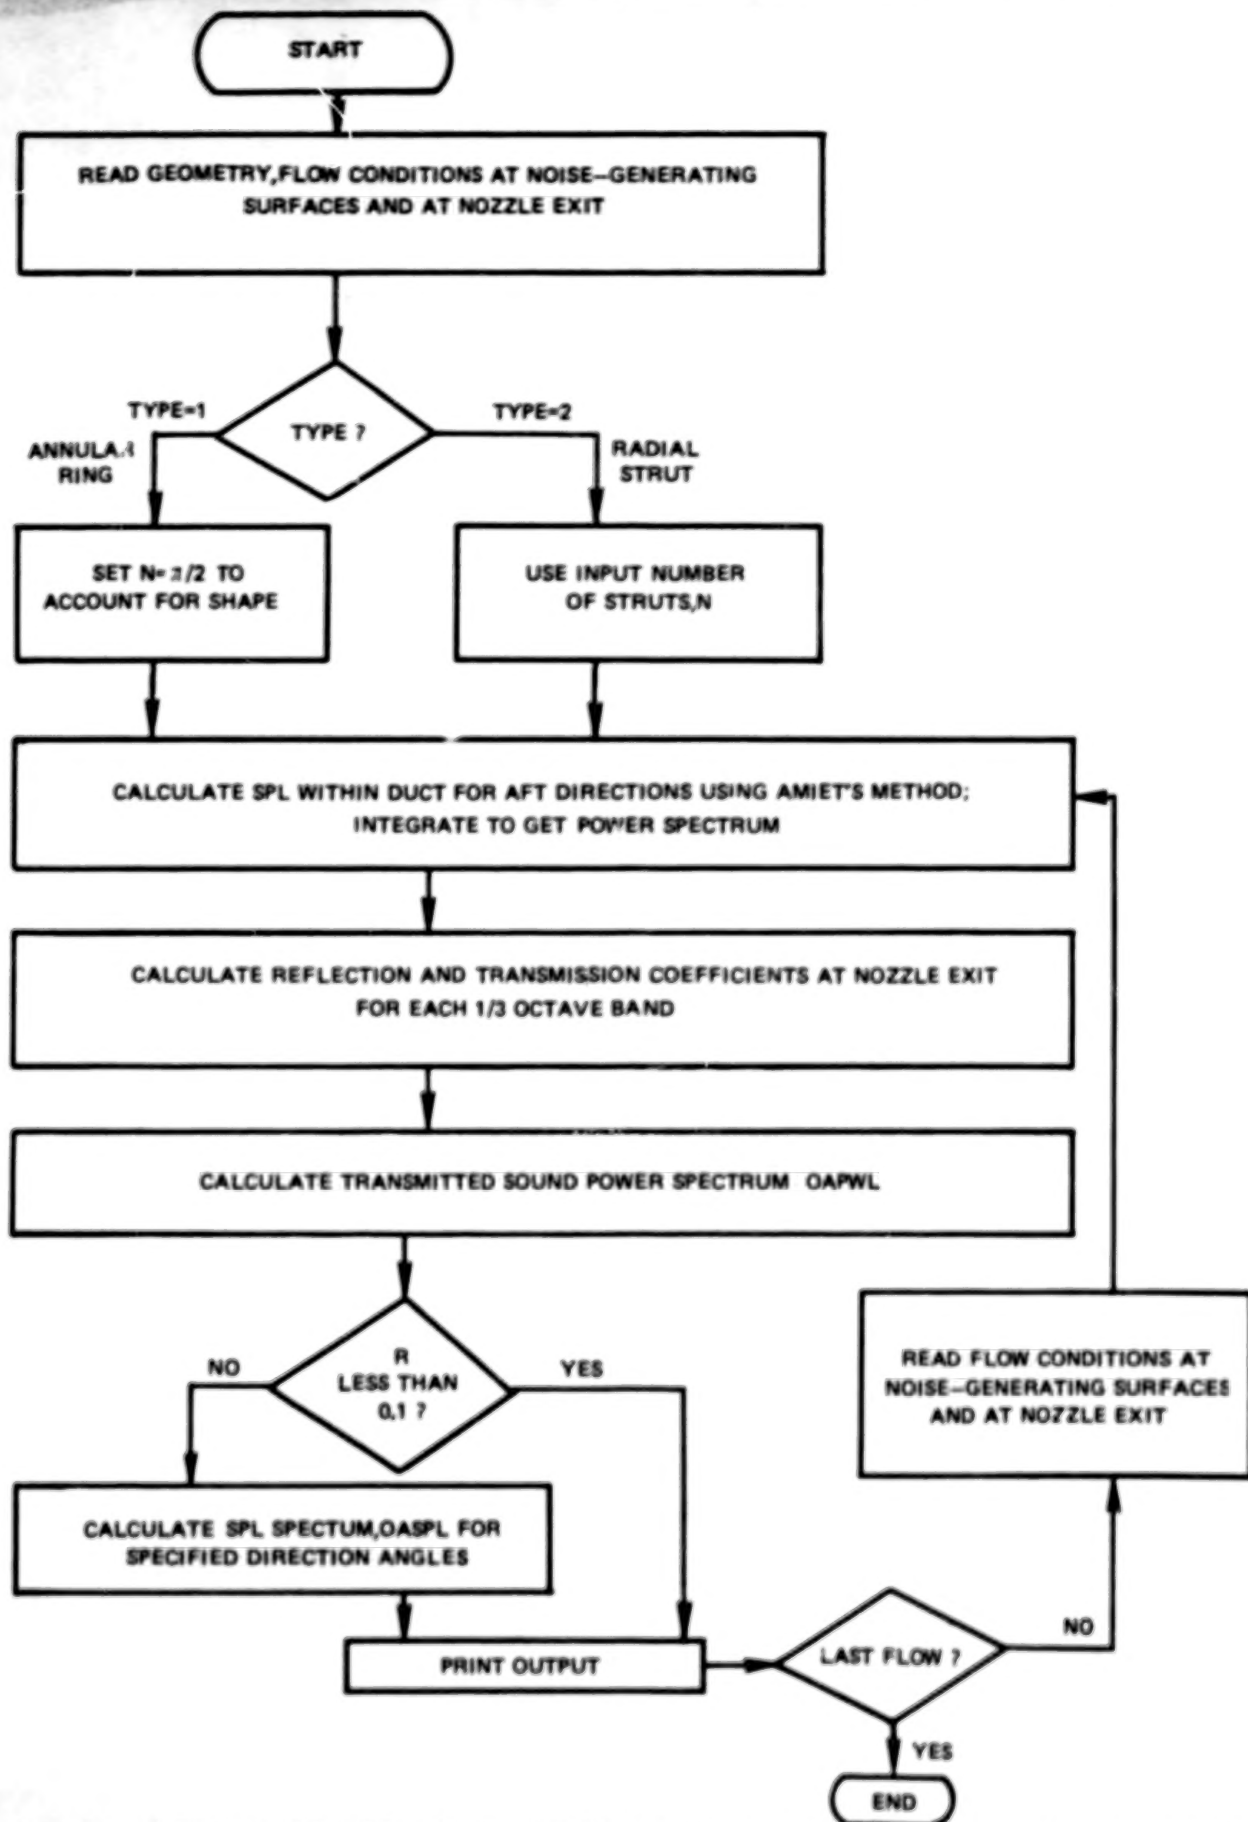 START
READ GEOMETRY,FLOW CONDITIONS AT NOISE–GENERATING
SURFACES AND AT NOZZLE EXIT
TYPE=1
TYPE ?
TYPE=2
ANNULAR
RING
RADIAL
STRUT
SET N=π/2 TO
ACCOUNT FOR SHAPE
USE INPUT NUMBER
OF STRUTS,N
CALCULATE SPL WITHIN DUCT FOR AFT DIRECTIONS USING AMIET'S METHOD;
INTEGRATE TO GET POWER SPECTRUM
CALCULATE REFLECTION AND TRANSMISSION COEFFICIENTS AT NOZZLE EXIT
FOR EACH 1/3 OCTAVE BAND
CALCULATE TRANSMITTED SOUND POWER SPECTRUM OAPWL
NO
R
LESS THAN
0.1 ?
YES
READ FLOW CONDITIONS AT
NOISE–GENERATING SURFACES
AND AT NOZZLE EXIT
CALCULATE SPL SPECTUM,OASPL FOR
SPECIFIED DIRECTION ANGLES
PRINT OUTPUT
LAST FLOW ?
NO
YES
END